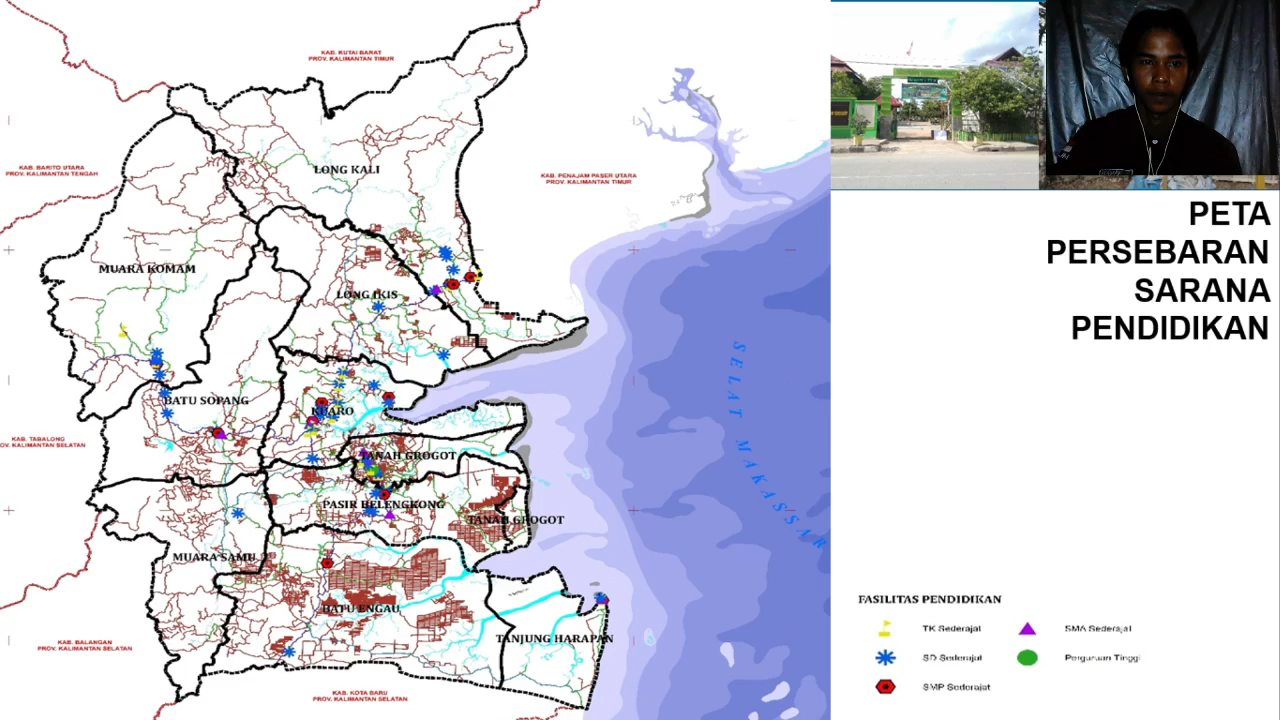 KAB. KUTAI BARAT
PROV. KALIMANTAN TIMUR
KAB. BARITO UTARA
PROV. KALIMANTAN TENGAH
LONG KALI
KAB. PENAJAM PASER UTARA
PROV. KALIMANTAN TIMUR
MUARA KOMAM
LONG IKIS
BATU SOPANG
KUARO
KAB. TABALONG
OV. KALIMANTAN SELATAN
TANAH GROGOT
PASIR BELENGKONG
TANAH GROGOT
MUARA SAMU
BATU ENGAU
TANJUNG HARAPAN
KAB. BALANGAN
PROV. KALIMANTAN SELATAN
KAB. KOTA BARU
PROV. KALIMANTAN SELATAN
SELAT MAKASSAR
PETA
PERSEBARAN
SARANA
PENDIDIKAN
FASILITAS PENDIDIKAN
TK Sederajat
SMA Sederajat
SD Sederajat
Perguruan Tinggi
SMP Sederajat